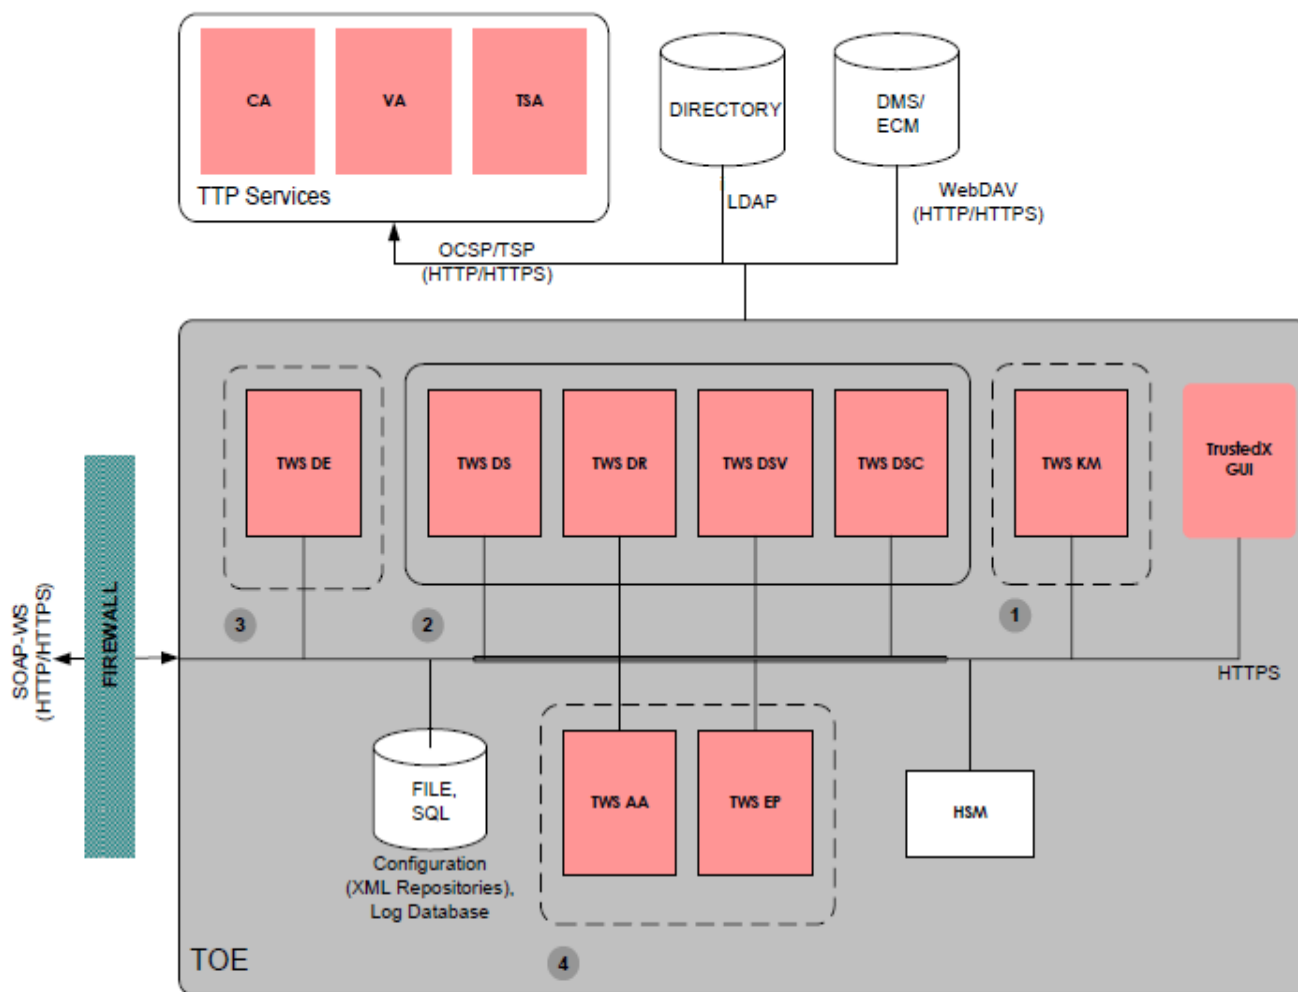 CA
VA
TSA
TTP Services
DIRECTORY
DMS/
ECM
LDAP
WebDAV
(HTTP/HTTPS)
OCSP/TSP
(HTTP/HTTPS)
TWS DE
TWS DS
TWS DR
TWS DSV
TWS DSC
TWS KM
TrustedX
GUI
3
2
1
SOAP-WS
(HTTP/HTTPS)
FIREWALL
HTTPS
FILE,
SQL
Configuration
(XML Repositories),
Log Database
TWS AA
TWS EP
HSM
TOE
4